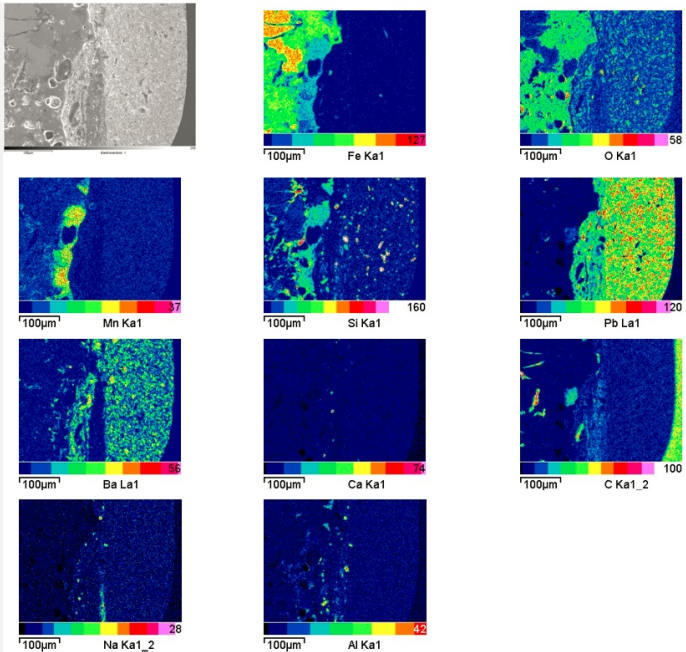 127 58
100µm Fe Ka1 100µm O Ka1
37 160 120
100µm Mn Ka1 100µm Si Ka1 100µm Pb La1
56 74 100
100µm Ba La1 100µm Ca Ka1 100µm C Ka1_2
28 42
100µm Na Ka1_2 100µm Al Ka1